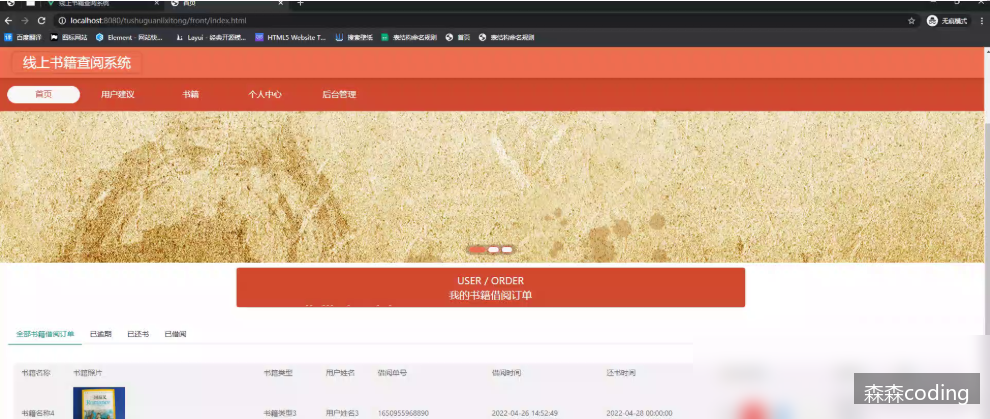 线上书籍查阅系统
首页
localhost:8080/tushuguanlixitong/front/index.html
无痕模式
百度翻译 图标网站 Element - 网站快... Layui - 经典开源模... HTML5 Website T... 搜索壁纸 表结构命名规则 首页 表结构命名规则
线上书籍查阅系统
首页 用户建议 书籍 个人中心 后台管理
USER / ORDER
我的书籍借阅订单
全部书籍借阅订单 已逾期 已还书 已借阅
书籍名称 书籍照片 书籍类型 用户姓名 借阅单号 借阅时间 还书时间
书籍名称4 书籍类型3 用户姓名3 1650955968890 2022-04-26 14:52:49 2022-04-28 00:00:00
森森coding